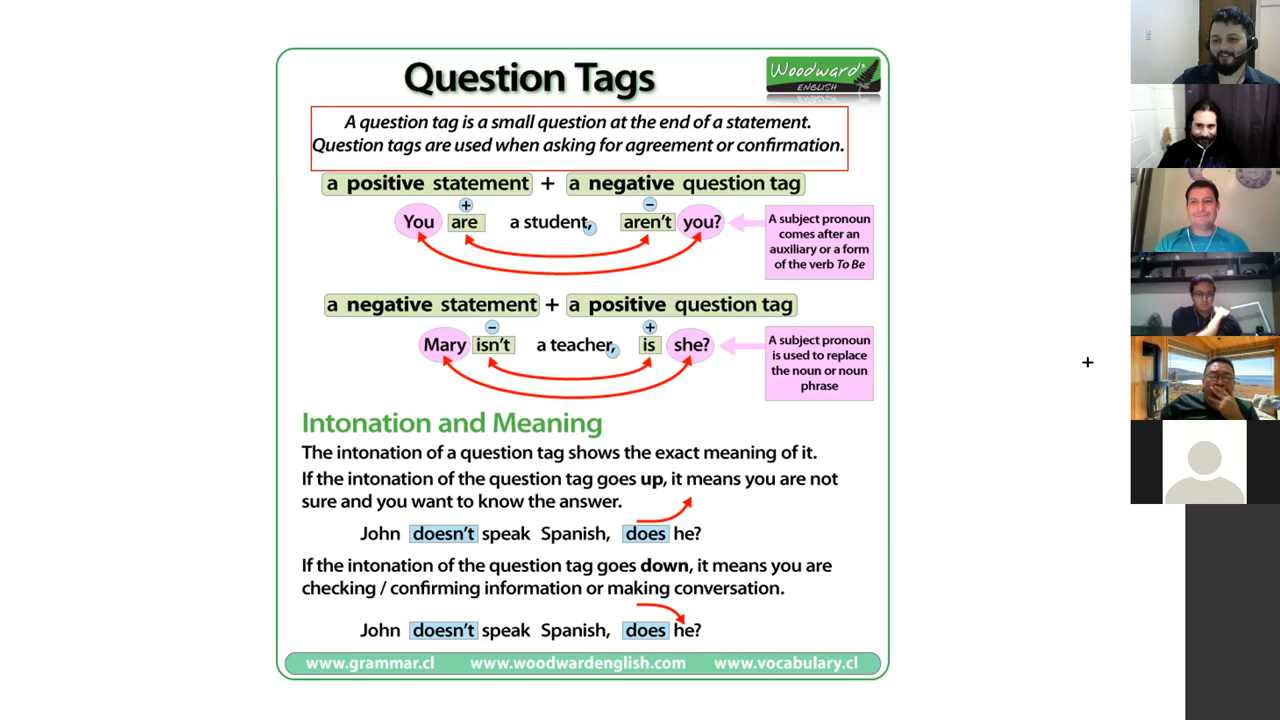 Question Tags
Woodward®
ENGLISH
A question tag is a small question at the end of a statement.
Question tags are used when asking for agreement or confirmation.
a positive statement + a negative question tag
+ −
You are a student, aren't you?
A subject pronoun
comes after an
auxiliary or a form
of the verb To Be
a negative statement + a positive question tag
− +
Mary isn't a teacher, is she?
A subject pronoun
is used to replace
the noun or noun
phrase
Intonation and Meaning
The intonation of a question tag shows the exact meaning of it.
If the intonation of the question tag goes up, it means you are not
sure and you want to know the answer.
John doesn't speak Spanish, does he?
If the intonation of the question tag goes down, it means you are
checking / confirming information or making conversation.
John doesn't speak Spanish, does he?
www.grammar.cl www.woodwardenglish.com www.vocabulary.cl